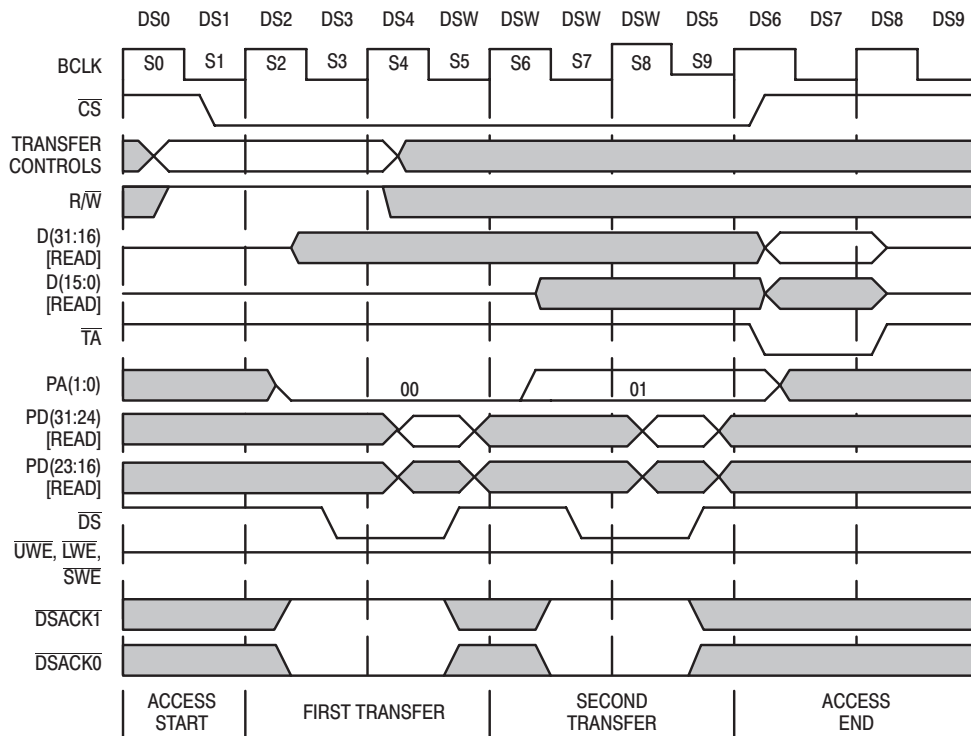 DS0 DS1 DS2 DS3 DS4 DSW DSW DSW DSW DS5 DS6 DS7 DS8 DS9
BCLK S0 S1 S2 S3 S4 S5 S6 S7 S8 S9
CS
TRANSFER
CONTROLS
R/W
D(31:16)
[READ]
D(15:0)
[READ]
TA
PA(1:0) 00 01
PD(31:24)
[READ]
PD(23:16)
[READ]
DS
UWE, LWE,
SWE
DSACK1
DSACK0
ACCESS
START
FIRST TRANSFER
SECOND
TRANSFER
ACCESS
END